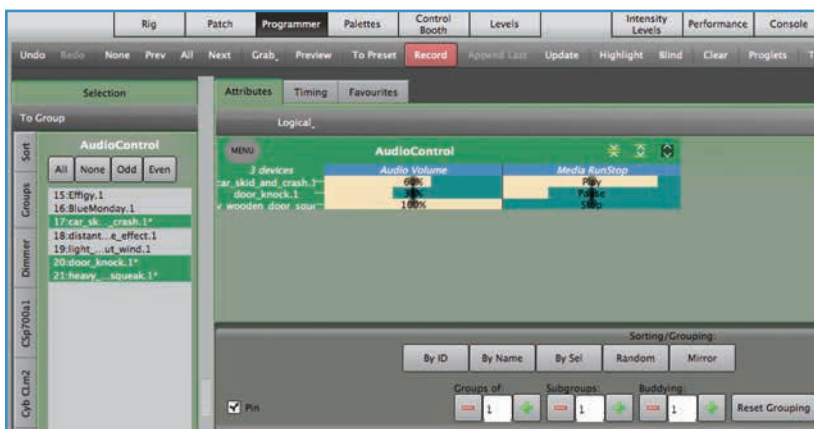 Rig Patch Programmer Palettes Control Booth Levels Intensity Levels Performance Console
Undo Redo None Prev All Next Grab, Preview To Preset Record Append Last Update Highlight Blind Clear Proglets
Selection
Attributes Timing Favourites
To Group
Logical,
Sort
Groups
Dimmer
CSp700a1
Cyb CLm2
AudioControl
All None Odd Even
15:Effigy.1
16:BlueMonday.1
17:car_sk..._crash.1*
18:distant...e_effect.1
19:light_...ut_wind.1
20:door_knock.1*
21:heavy_...squeak.1*
MENU AudioControl
3 devices Audio Volume Media RunStop
car_skid_and_crash.1 60% Play
door_knock.1 Pause
wooden door 100% Stop
Sorting/Grouping:
By ID By Name By Sel Random Mirror
Groups of: Subgroups: Buddying:
Pin 1 1 1 Reset Grouping